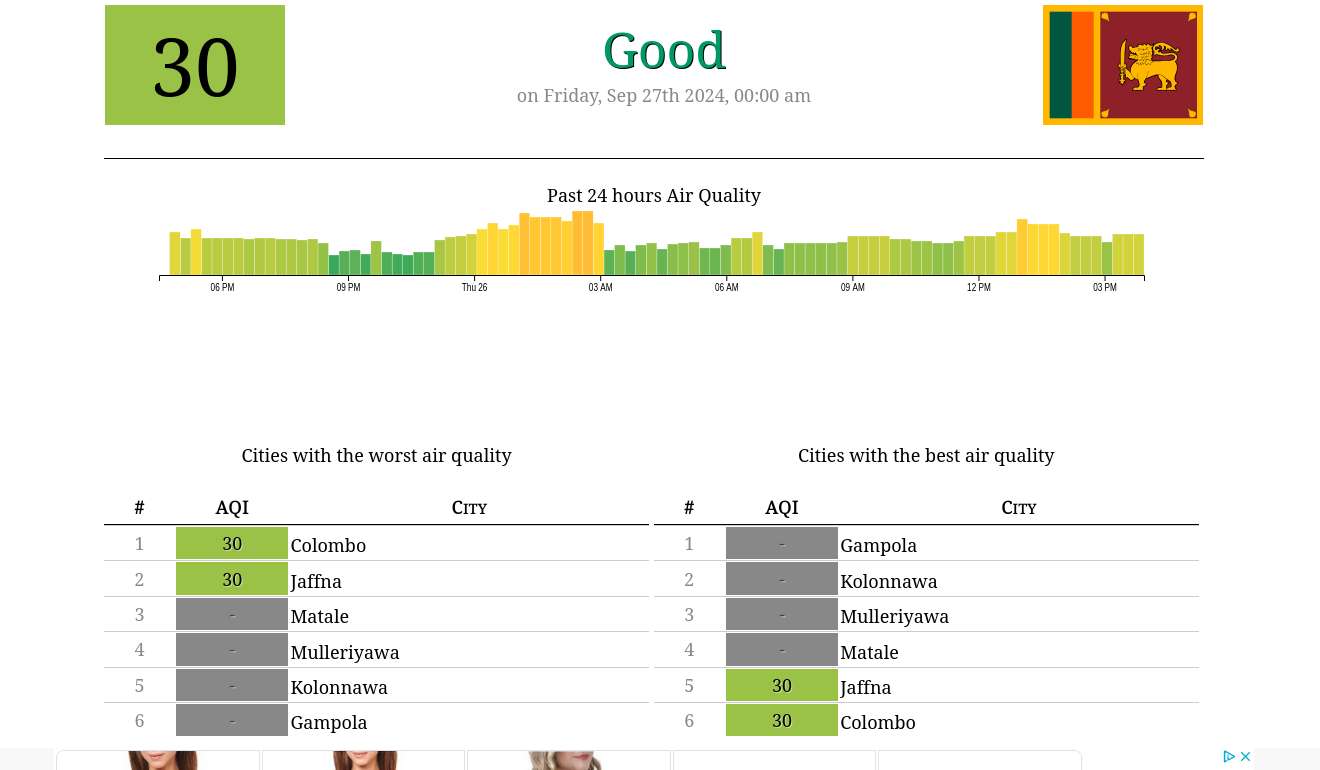 30
Good
on Friday, Sep 27th 2024, 00:00 am
Past 24 hours Air Quality
06 PM 09 PM Thu 26 03 AM 06 AM 09 AM 12 PM 03 PM
Cities with the worst air quality
# AQI City
1 30 Colombo
2 30 Jaffna
3 - Matale
4 - Mulleriyawa
5 - Kolonnawa
6 - Gampola
Cities with the best air quality
# AQI City
1 - Gampola
2 - Kolonnawa
3 - Mulleriyawa
4 - Matale
5 30 Jaffna
6 30 Colombo